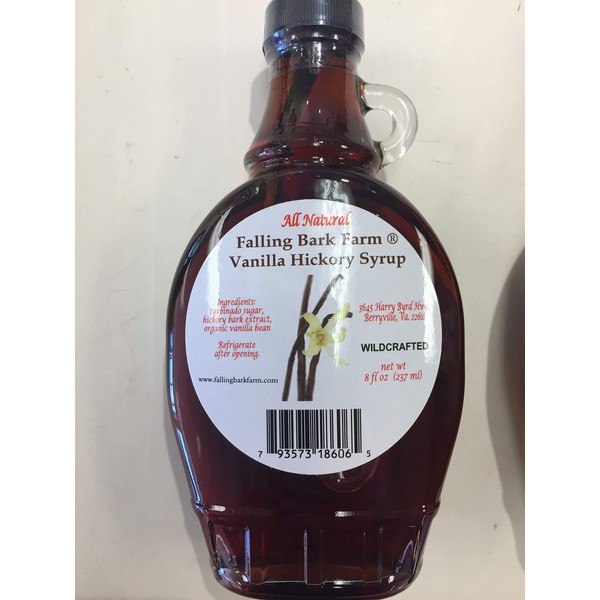 All Natural
Falling Bark Farm ®
Vanilla Hickory Syrup
Ingredients:
turbinado sugar,
hickory bark extract,
organic vanilla bean
Refrigerate
after opening.
www.fallingbarkfarm.com
3645 Harry Byrd Hwy
Berryville, Va.
WILDCRAFTED
net wt
8 fl oz (237 ml)
7 93573 18606 5